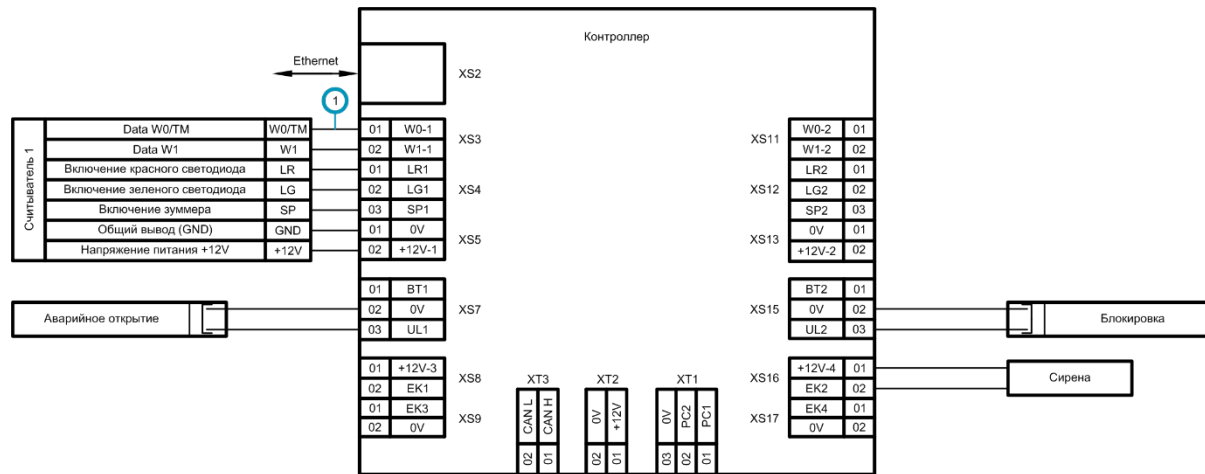 Контроллер
Ethernet
XS2
1
Считыватель 1
Data W0/TM W0/TM 01 W0-1 XS3
Data W1 W1 02 W1-1
Включение красного светодиода LR 01 LR1 XS4
Включение зеленого светодиода LG 02 LG1
Включение зуммера SP 03 SP1
Общий вывод (GND) GND 01 0V XS5
Напряжение питания +12V +12V 02 +12V-1
XS11 W0-2 01
W1-2 02
XS12 LR2 01
LG2 02
SP2 03
XS13 0V 01
+12V-2 02
Аварийное открытие
01 BT1 XS7
02 0V
03 UL1
XS15 BT2 01
0V 02
UL2 03
Блокировка
01 +12V-3 XS8
02 EK1
01 EK3 XS9
02 0V
XS16 +12V-4 01
EK2 02
XS17 EK4 01
0V 02
Сирена
XT3 XT2 XT1
CAN L CAN H 0V +12V 0V PC2 PC1
02 01 02 01 03 02 01